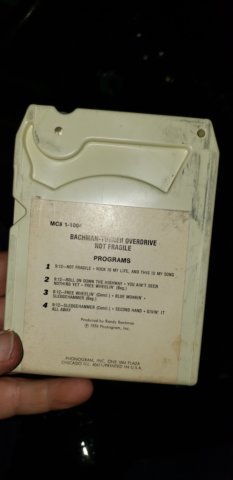 MC8 1-1004
BACHMAN-TURNER OVERDRIVE
NOT FRAGILE
PROGRAMS
1 9:12—NOT FRAGILE • ROCK IS MY LIFE, AND THIS IS MY SONG
2 9:12—ROLL ON DOWN THE HIGHWAY • YOU AIN'T SEEN
NOTHING YET • FREE WHEELIN' (Beg.)
3 9:12—FREE WHEELIN' (Concl.) • BLUE MOANIN' •
SLEDGEHAMMER (Beg.)
4 9:12—SLEDGEHAMMER (Concl.) • SECOND HAND • GIVIN' IT
ALL AWAY
Produced by Randy Bachman
℗ 1974 Phonogram, Inc.
PHONOGRAM, INC. ONE IBM PLAZA
CHICAGO ILL. 60611/PRINTED IN U.S.A.